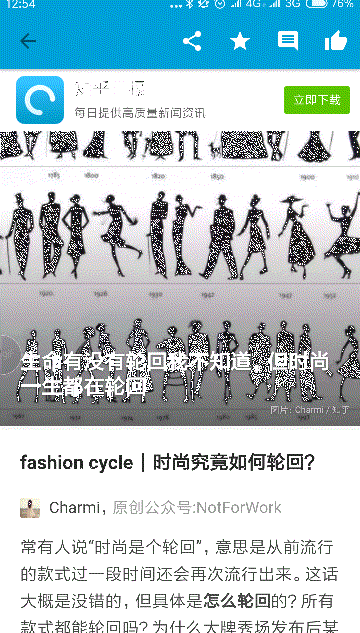 12:54
4G
3G
76%
每日提供高质量新闻资讯
立即下载
1785
1800
1820
1850
1900
1910
1920
1926
1942
1947
生命有没有轮回我不知道，但时尚
一生都在轮回
图片: Charmi / 知乎
fashion cycle｜时尚究竟如何轮回？
Charmi，原创公众号:NotForWork
常有人说“时尚是个轮回”，意思是从前流行
的款式过一段时间还会再次流行出来。这话
大概是没错的，但具体是怎么轮回的？所有
款式都能轮回吗？为什么大牌秀场发布后某